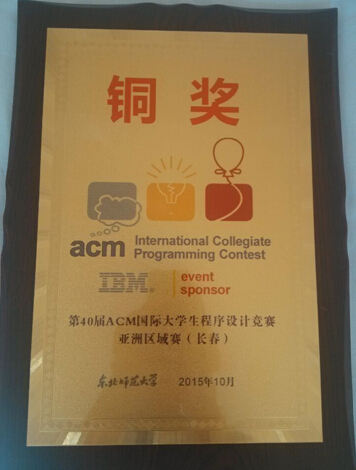 铜奖
acm International Collegiate
Programming Contest
IBM. event
sponsor
第40届ACM国际大学生程序设计竞赛
亚洲区域赛（长春）
东北师范大学 2015年10月